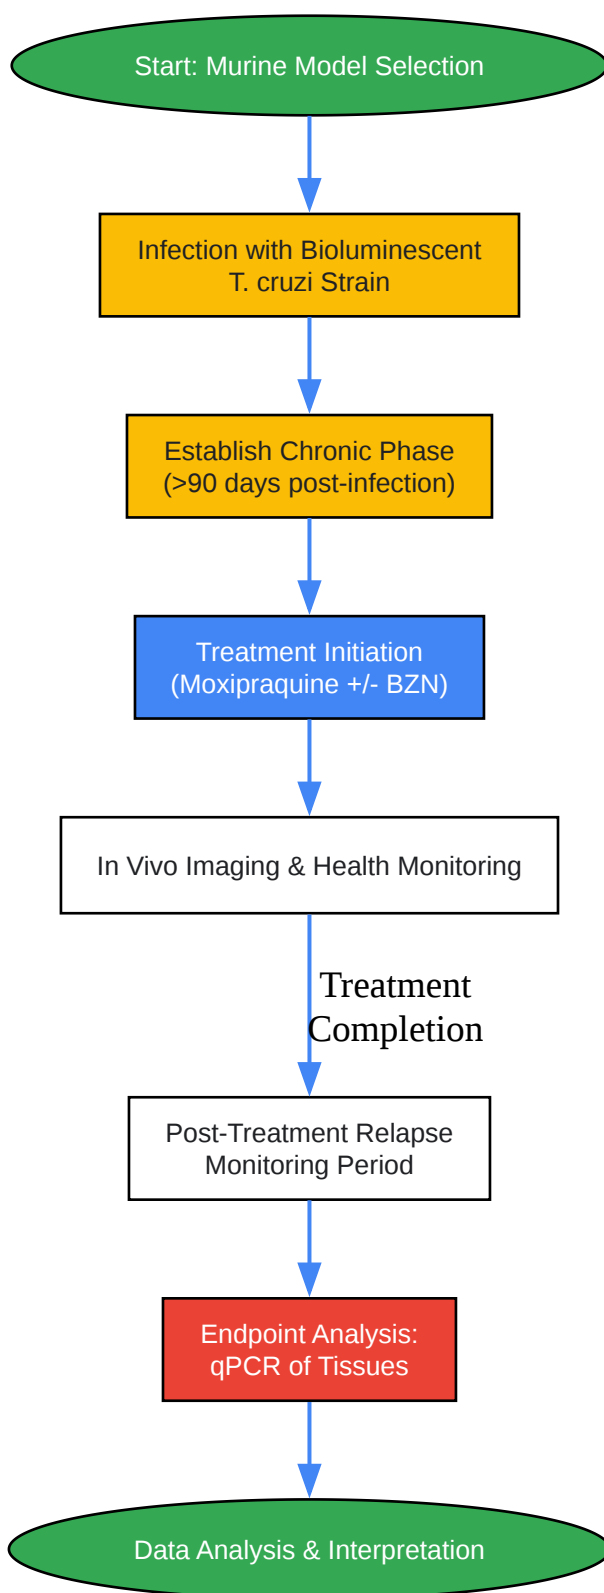 Start: Murine Model Selection
Infection with Bioluminescent
T. cruzi Strain
Establish Chronic Phase
(>90 days post-infection)
Treatment Initiation
(Moxipraquine +/- BZN)
In Vivo Imaging & Health Monitoring
Treatment
Completion
Post-Treatment Relapse
Monitoring Period
Endpoint Analysis:
qPCR of Tissues
Data Analysis & Interpretation